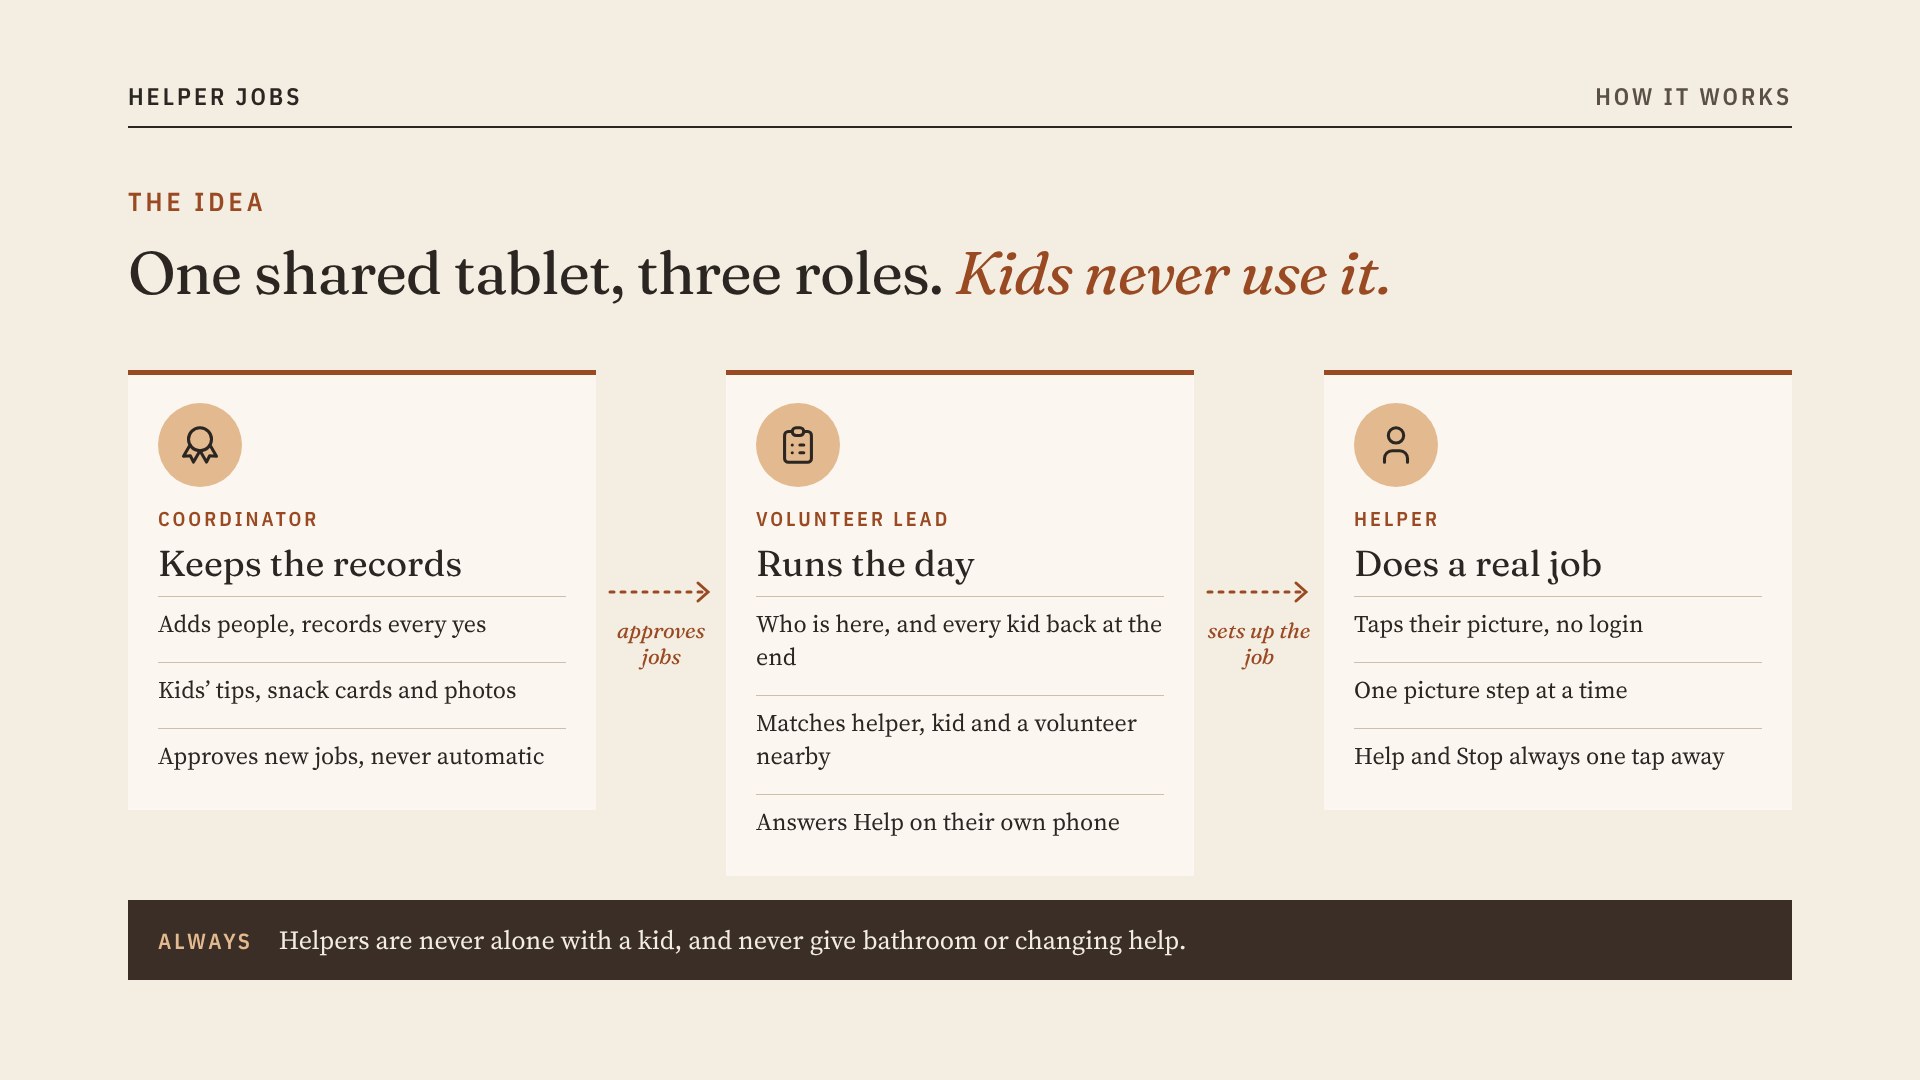 HELPER JOBS
HOW IT WORKS
THE IDEA
One shared tablet, three roles. Kids never use it.
COORDINATOR
Keeps the records
Adds people, records every yes
Kids’ tips, snack cards and photos
Approves new jobs, never automatic
approves
jobs
VOLUNTEER LEAD
Runs the day
Who is here, and every kid back at the
end
Matches helper, kid and a volunteer
nearby
Answers Help on their own phone
sets up the
job
HELPER
Does a real job
Taps their picture, no login
One picture step at a time
Help and Stop always one tap away
ALWAYS Helpers are never alone with a kid, and never give bathroom or changing help.